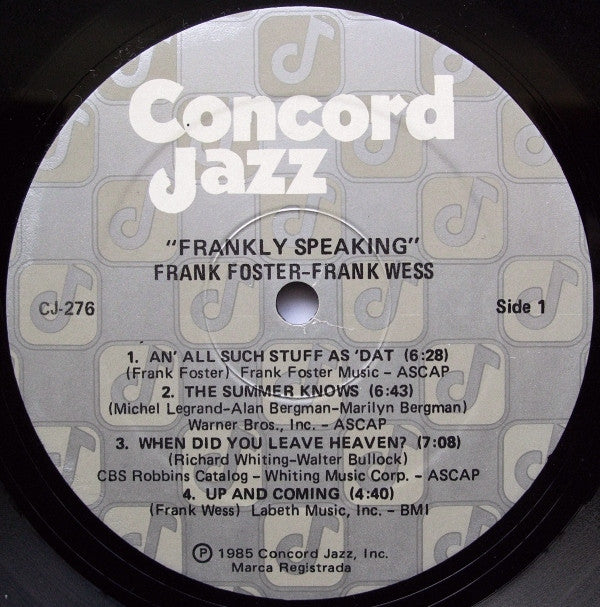 Concord
Jazz
"FRANKLY SPEAKING"
FRANK FOSTER-FRANK WESS
CJ-276
Side 1
1. AN' ALL SUCH STUFF AS 'DAT (6:28)
(Frank Foster) Frank Foster Music - ASCAP
2. THE SUMMER KNOWS (6:43)
(Michel Legrand-Alan Bergman-Marilyn Bergman)
Warner Bros., Inc. - ASCAP
3. WHEN DID YOU LEAVE HEAVEN? (7:08)
(Richard Whiting-Walter Bullock)
CBS Robbins Catalog - Whiting Music Corp. - ASCAP
4. UP AND COMING (4:40)
(Frank Wess) Labeth Music, Inc. - BMI
℗ 1985 Concord Jazz, Inc.
Marca Registrada